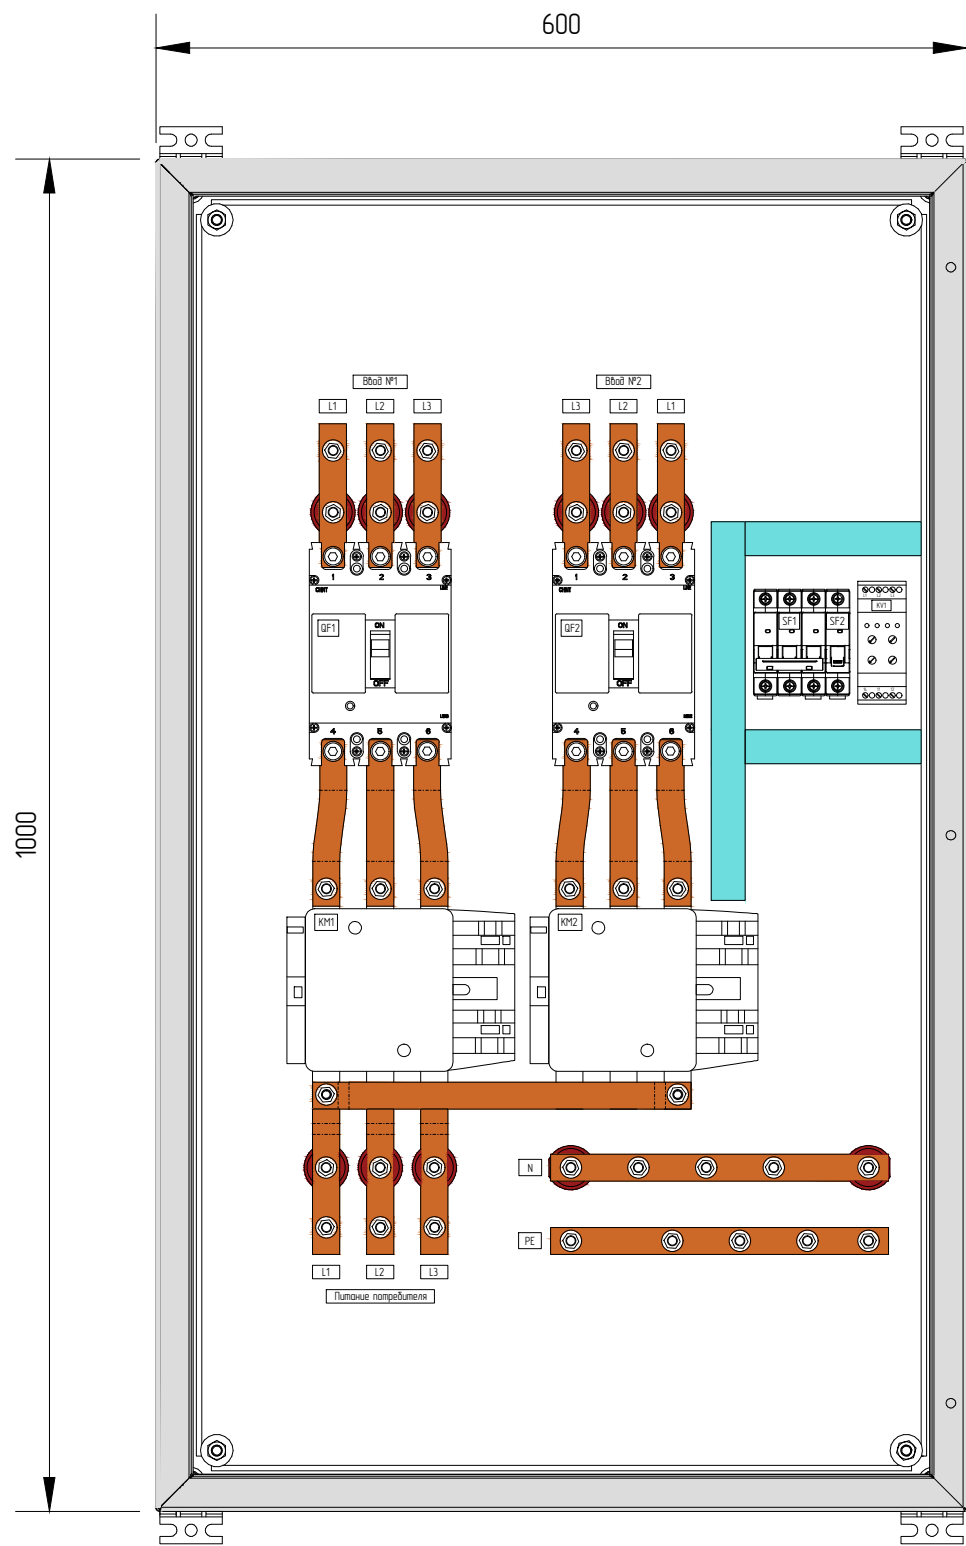 600
1000
Ввод №1
Ввод №2
L1 L2 L3
L3 L2 L1
1 2 3
1 2 3
CHNT
CHNT
QF1
ON
OFF
QF2
ON
OFF
SF1
SF2
KV1
4 5 6
4 5 6
KM1
KM2
N
PE
L1 L2 L3
Питание потребителя